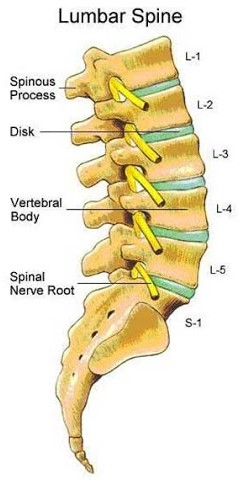 Lumbar Spine
L-1
Spinous
Process
L-2
Disk
L-3
Vertebral
Body
L-4
L-5
Spinal
Nerve Root
S-1